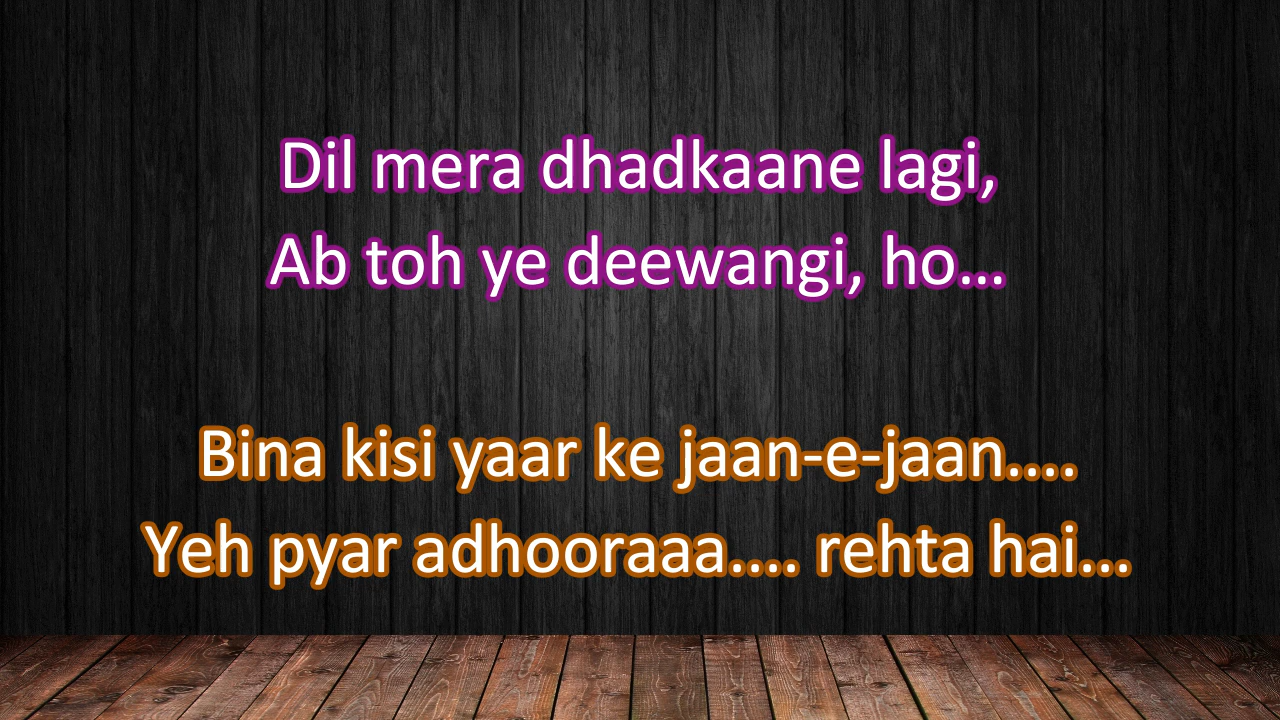 Dil mera dhadkaane lagi,
Ab toh ye deewangi, ho...
Bina kisi yaar ke jaan-e-jaan....
Yeh pyar adhooraaa.... rehta hai...